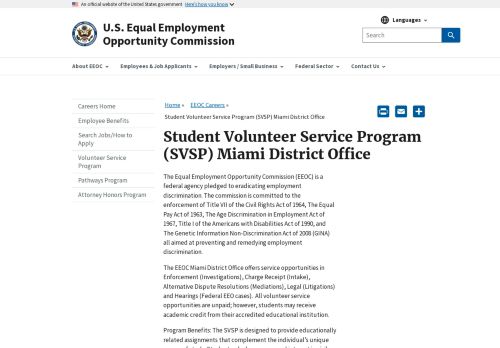 An official website of the United States government Here's how you know
U.S. Equal Employment
Opportunity Commission
Languages
Search
About EEOC
Employees & Job Applicants
Employers / Small Business
Federal Sector
Contact Us
Careers Home
Employee Benefits
Search Jobs/How to
Apply
Volunteer Service
Program
Pathways Program
Attorney Honors Program
Home » EEOC Careers »
Student Volunteer Service Program (SVSP) Miami District Office
Student Volunteer Service Program
(SVSP) Miami District Office
The Equal Employment Opportunity Commission (EEOC) is a
federal agency pledged to eradicating employment
discrimination. The commission is committed to the
enforcement of Title VII of the Civil Rights Act of 1964, The Equal
Pay Act of 1963, The Age Discrimination in Employment Act of
1967, Title I of the Americans with Disabilities Act of 1990, and
The Genetic Information Non-Discrimination Act of 2008 (GINA)
all aimed at preventing and remedying employment
discrimination.
The EEOC Miami District Office offers service opportunities in
Enforcement (Investigations), Charge Receipt (Intake),
Alternative Dispute Resolutions (Mediations), Legal (Litigations)
and Hearings (Federal EEO cases). All volunteer service
opportunities are unpaid; however, students may receive
academic credit from their accredited educational institution.
Program Benefits: The SVSP is designed to provide educationally
related assignments that complement the individual's unique